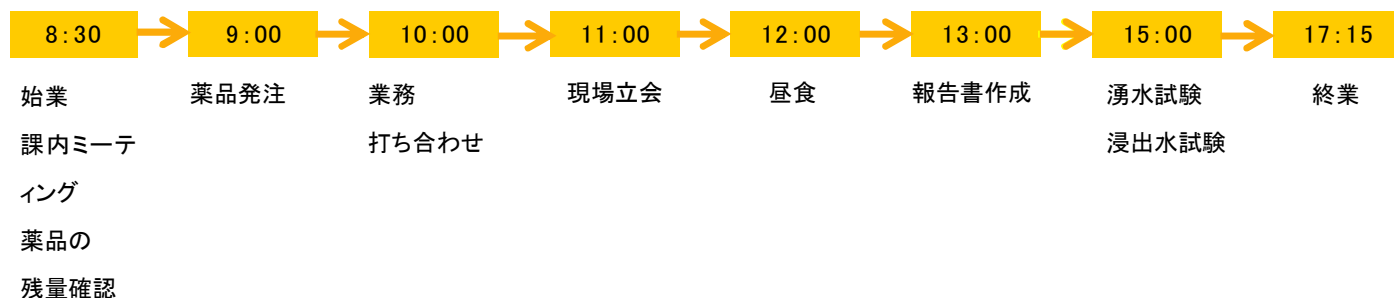 8：30 9：00 10：00 11：00 12：00 13：00 15：00 17：15
始業 薬品発注 業務 現場立会 昼食 報告書作成 湧水試験 終業
課内ミーテ 打ち合わせ 浸出水試験
ィング
薬品の
残量確認